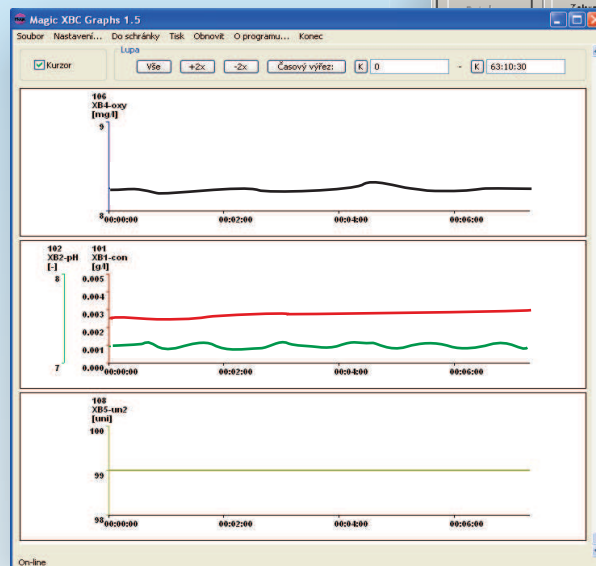 Magic XBC Graphs 1.5
Soubor Nastavení... Do schránky Tisk Obnovit O programu... Konec
Kurzor
Lupa
Vše +2x -2x Časový výřez: K 0 - K 63:10:30
106
XB4-oxy
[mg/l]
9
8
00:00:00 00:02:00 00:04:00 00:06:00
102 101
XB2-pH XB1-con
[-] [g/l]
8 0.005
0.004
0.003
0.002
0.001
7 0.000
00:00:00 00:02:00 00:04:00 00:06:00
108
XB5-un2
[uni]
100
99
98
00:00:00 00:02:00 00:04:00 00:06:00
On-line